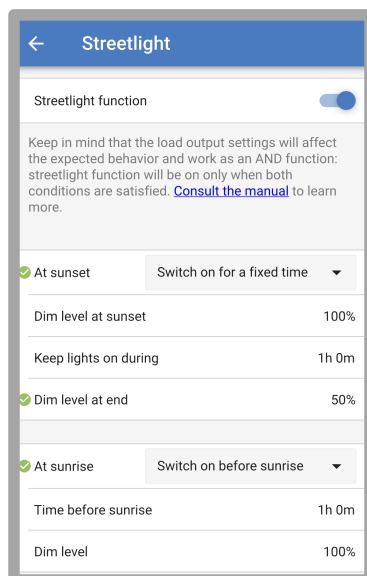 Streetlight
Streetlight function
Keep in mind that the load output settings will affect
the expected behavior and work as an AND function:
streetlight function will be on only when both
conditions are satisfied. Consult the manual to learn
more.
At sunset Switch on for a fixed time
Dim level at sunset 100%
Keep lights on during 1h 0m
Dim level at end 50%
At sunrise Switch on before sunrise
Time before sunrise 1h 0m
Dim level 100%